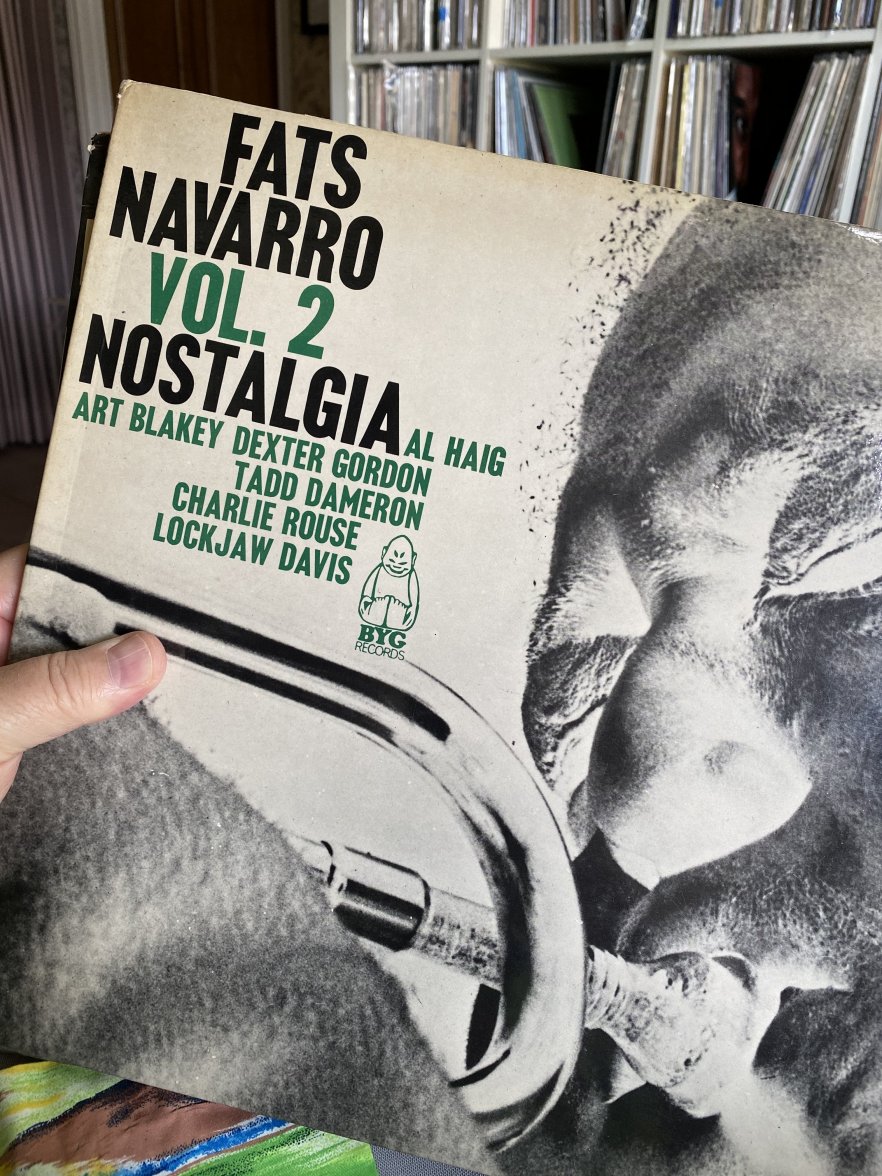 FATS
NAVARRO
VOL. 2
NOSTALGIA
ART BLAKEY DEXTER GORDON AL HAIG
TADD DAMERON
CHARLIE ROUSE
LOCKJAW DAVIS
BYG
RECORDS